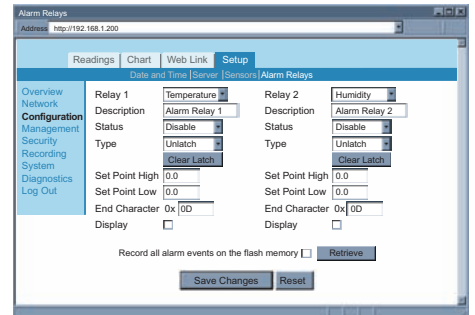 Alarm Relays
Address http://192.168.1.200
Readings Chart Web Link Setup
Date and Time | Server | Sensors | Alarm Relays
Overview
Network
Configuration
Management
Security
Recording
System
Diagnostics
Log Out
Relay 1 Temperature
Description Alarm Relay 1
Status Disable
Type Unlatch
Clear Latch
Set Point High 0.0
Set Point Low 0.0
End Character 0x 0D
Display
Relay 2 Humidity
Description Alarm Relay 2
Status Disable
Type Unlatch
Clear Latch
Set Point High 0.0
Set Point Low 0.0
End Character 0x 0D
Display
Record all alarm events on the flash memory Retrieve
Save Changes Reset